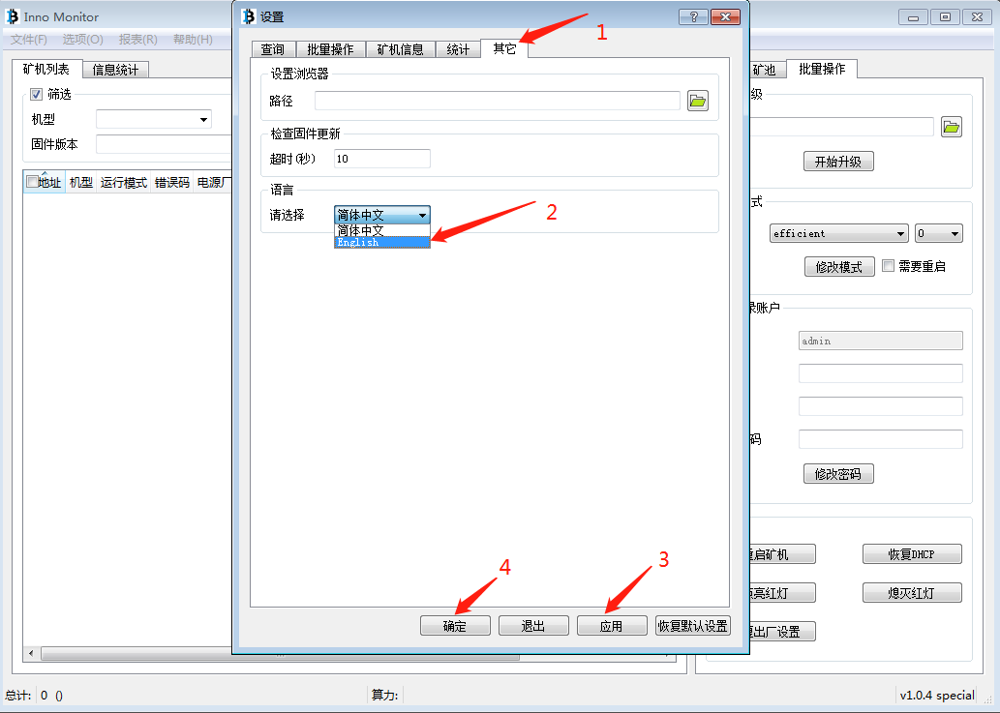 Inno Monitor
文件(F) 选项(O) 报表(R) 帮助(H)
矿机列表 信息统计
筛选
机型
固件版本
地址 机型 运行模式 错误码 电源厂
设置
1
查询 批量操作 矿机信息 统计 其它
设置浏览器
路径
检查固件更新
超时(秒) 10
语言
请选择 简体中文
简体中文
English
2
3
4
确定 退出 应用 恢复默认设置
矿池 批量操作
级
开始升级
式
efficient 0
修改模式 需要重启
录账户
admin
码
修改密码
启矿机 恢复DHCP
亮红灯 熄灭红灯
出厂设置
总计: 0 () 算力: v1.0.4 special